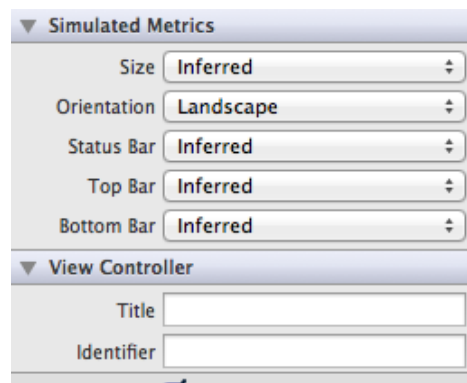 Simulated Metrics
Size Inferred
Orientation Landscape
Status Bar Inferred
Top Bar Inferred
Bottom Bar Inferred
View Controller
Title
Identifier